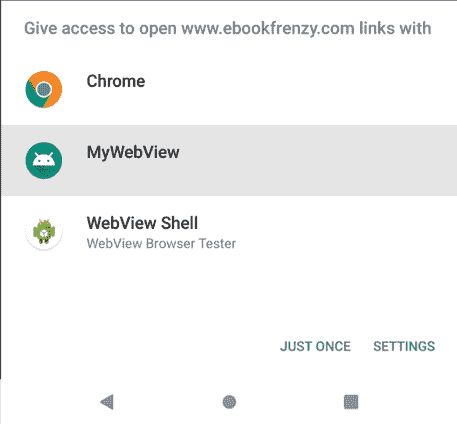 Give access to open www.ebookfrenzy.com links with
Chrome
MyWebView
WebView Shell
WebView Browser Tester
JUST ONCE SETTINGS